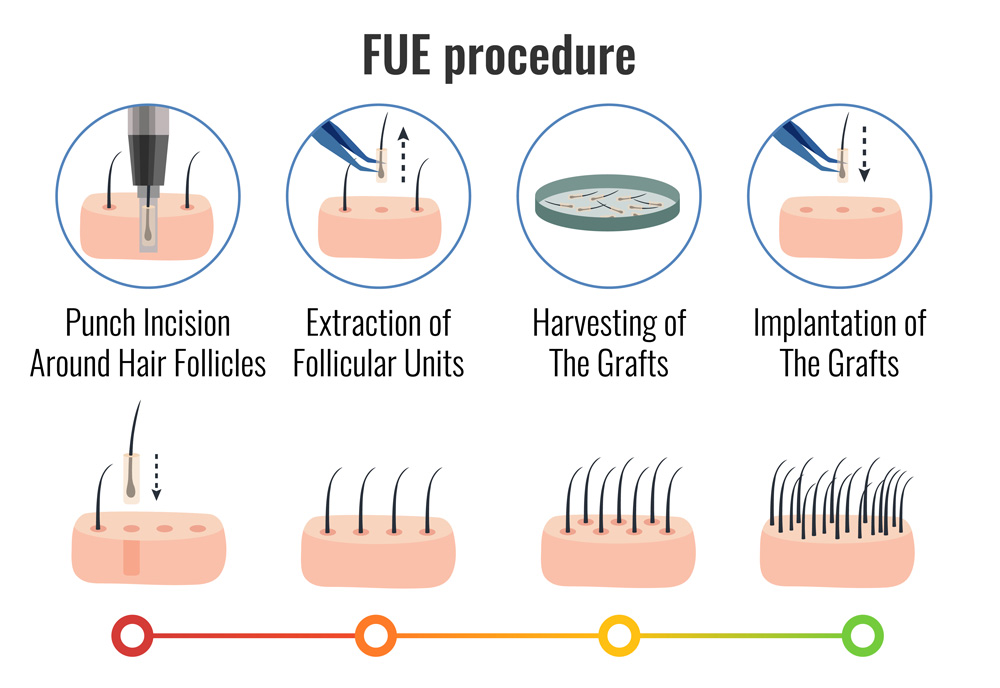 FUE procedure
Punch Incision
Around Hair Follicles
Extraction of
Follicular Units
Harvesting of
The Grafts
Implantation of
The Grafts